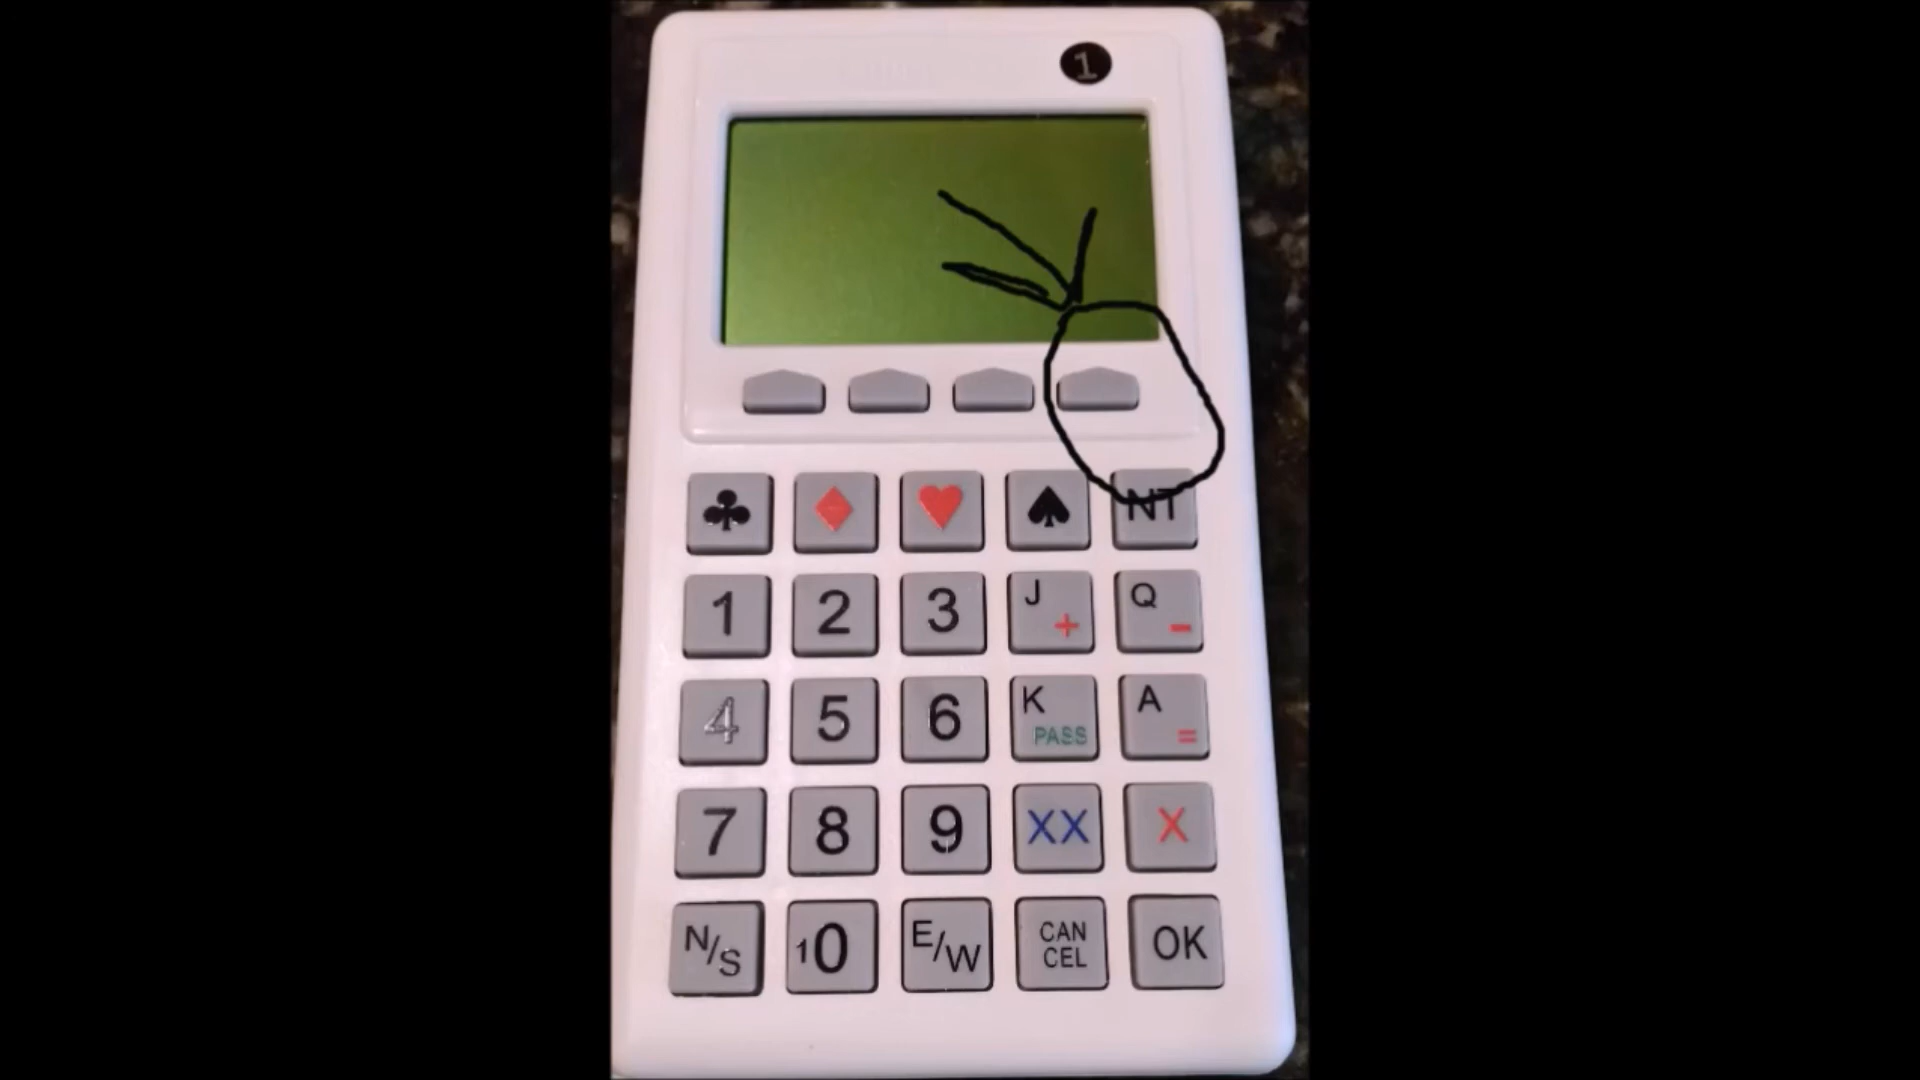 1
♣ ♦ ♥ ♠ NT
1 2 3 J + Q -
4 5 6 K PASS A =
7 8 9 XX X
N/S 10 E/W CAN CEL OK